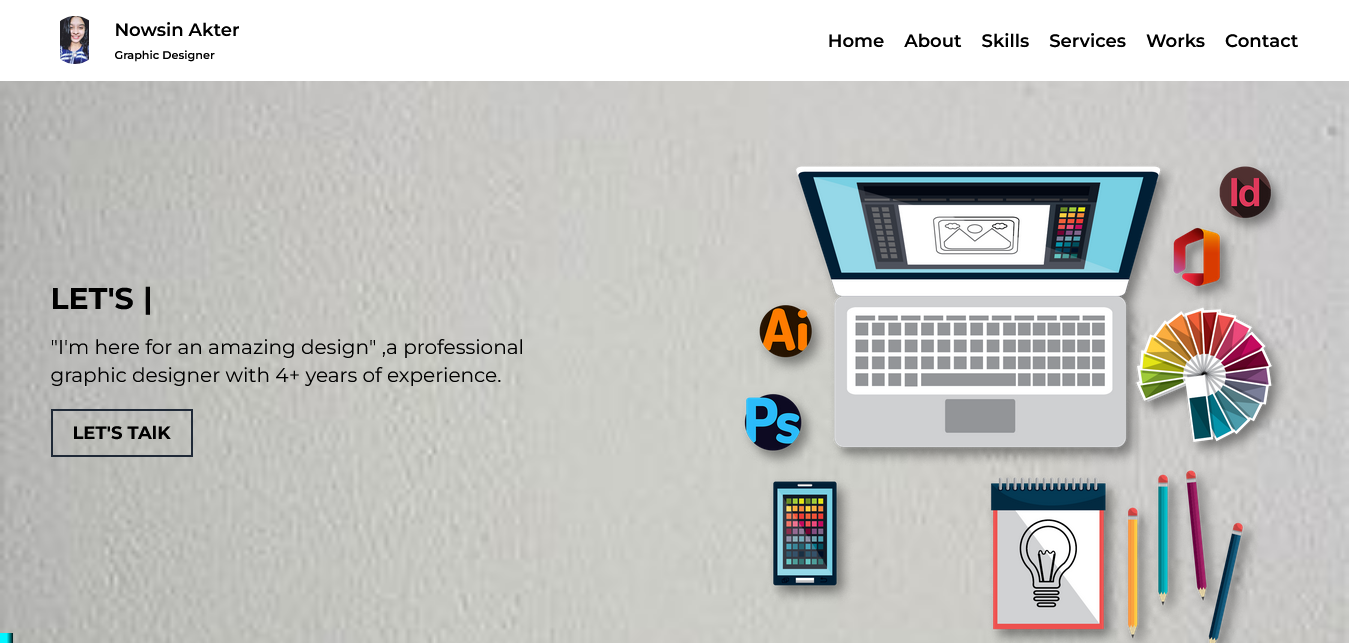 Nowsin Akter
Graphic Designer
Home About Skills Services Works Contact
LET'S |
"I'm here for an amazing design" ,a professional
graphic designer with 4+ years of experience.
LET'S TAlK
Id
Ai
Ps